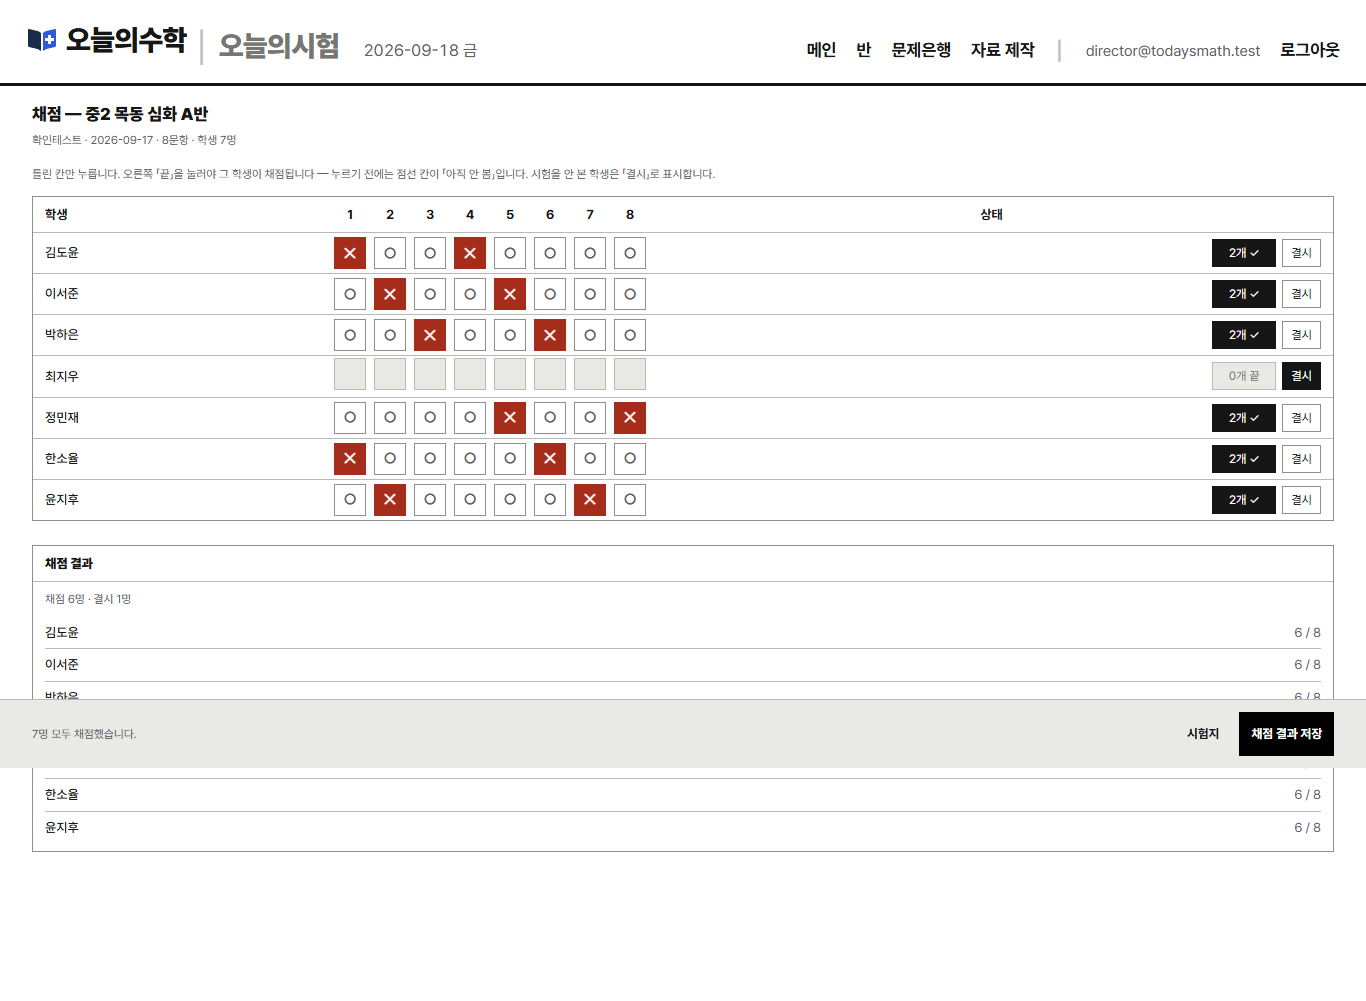 오늘의수학 | 오늘의시험 2026-09-18 금 메인 반 문제은행 자료 제작 | director@todaysmath.test 로그아웃
채점 — 중2 목동 심화 A반
확인테스트 · 2026-09-17 · 8문항 · 학생 7명
틀린 칸만 누릅니다. 오른쪽 「끝」을 눌러야 그 학생이 채점됩니다 — 누르기 전에는 점선 칸이 「아직 안 봄」입니다. 시험을 안 본 학생은 「결시」로 표시합니다.
학생 1 2 3 4 5 6 7 8 상태
김도윤 ✕ ○ ○ ✕ ○ ○ ○ ○ 2개 ✓ 결시
이서준 ○ ✕ ○ ○ ✕ ○ ○ ○ 2개 ✓ 결시
박하은 ○ ○ ✕ ○ ○ ✕ ○ ○ 2개 ✓ 결시
최지우 0개 끝 결시
정민재 ○ ○ ○ ○ ✕ ○ ○ ✕ 2개 ✓ 결시
한소율 ✕ ○ ○ ○ ○ ✕ ○ ○ 2개 ✓ 결시
윤지후 ○ ✕ ○ ○ ○ ○ ✕ ○ 2개 ✓ 결시
채점 결과
채점 6명 · 결시 1명
김도윤 6 / 8
이서준 6 / 8
박하은 6 / 8
7명 모두 채점했습니다. 시험지 채점 결과 저장
한소율 6 / 8
윤지후 6 / 8